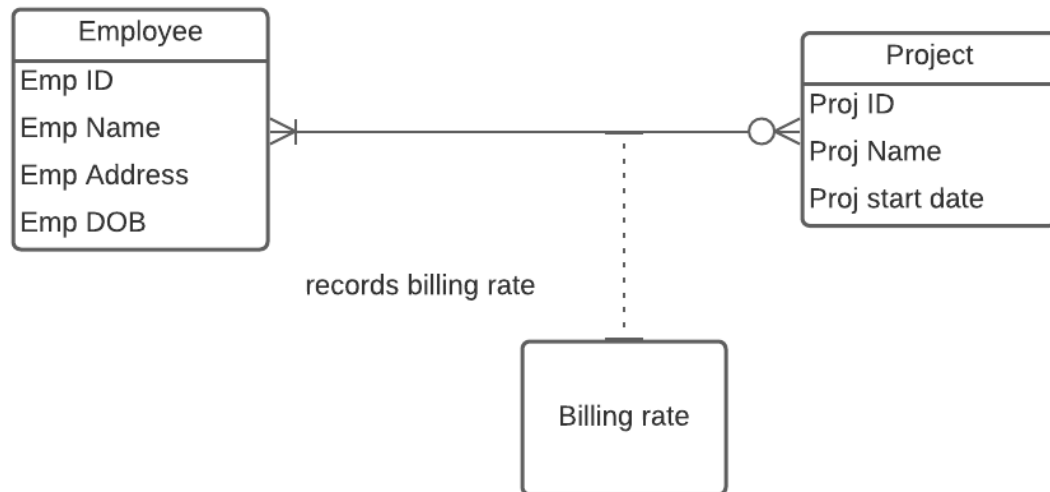 Employee
Emp ID
Emp Name
Emp Address
Emp DOB
Project
Proj ID
Proj Name
Proj start date
records billing rate
Billing rate